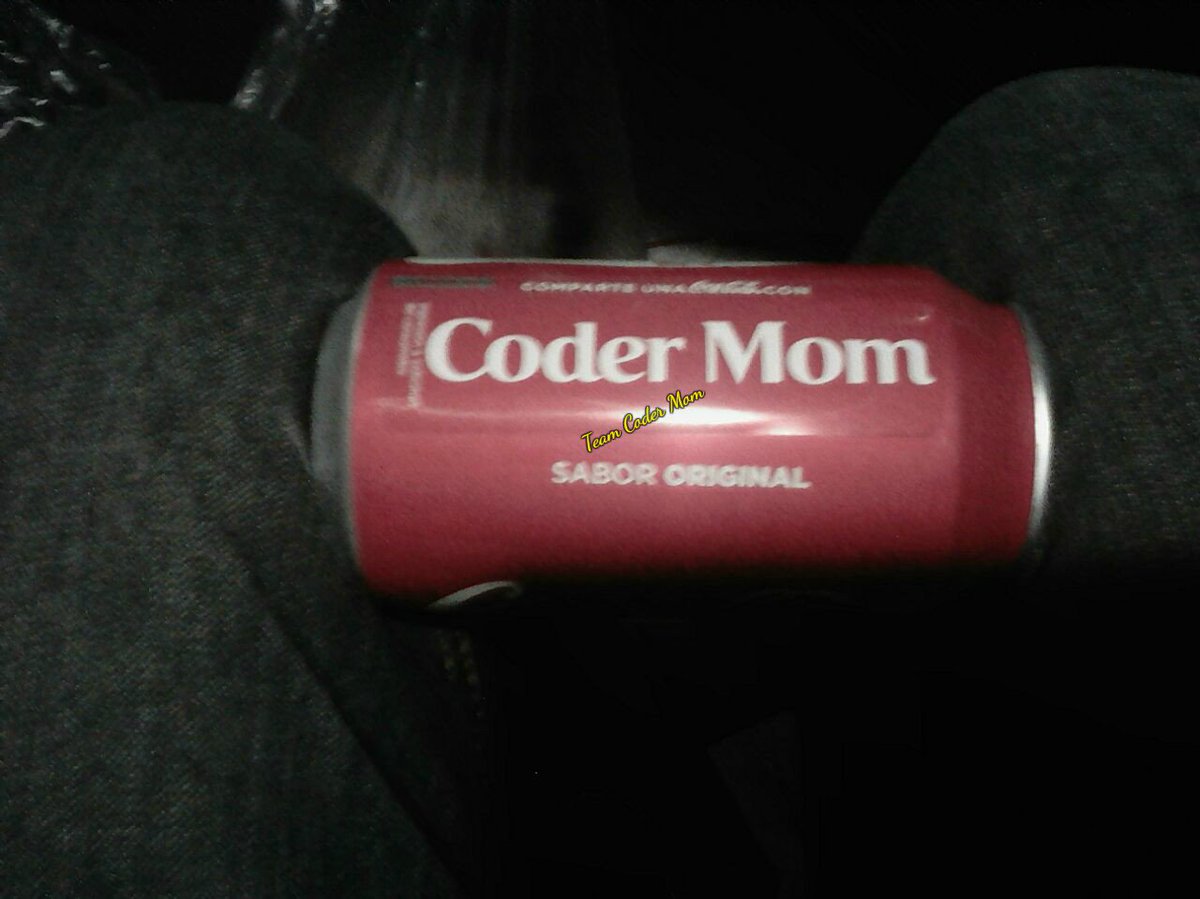 COMPARTE UNA Coca-Cola CON
Coder Mom
Team Coder Mom
SABOR ORIGINAL